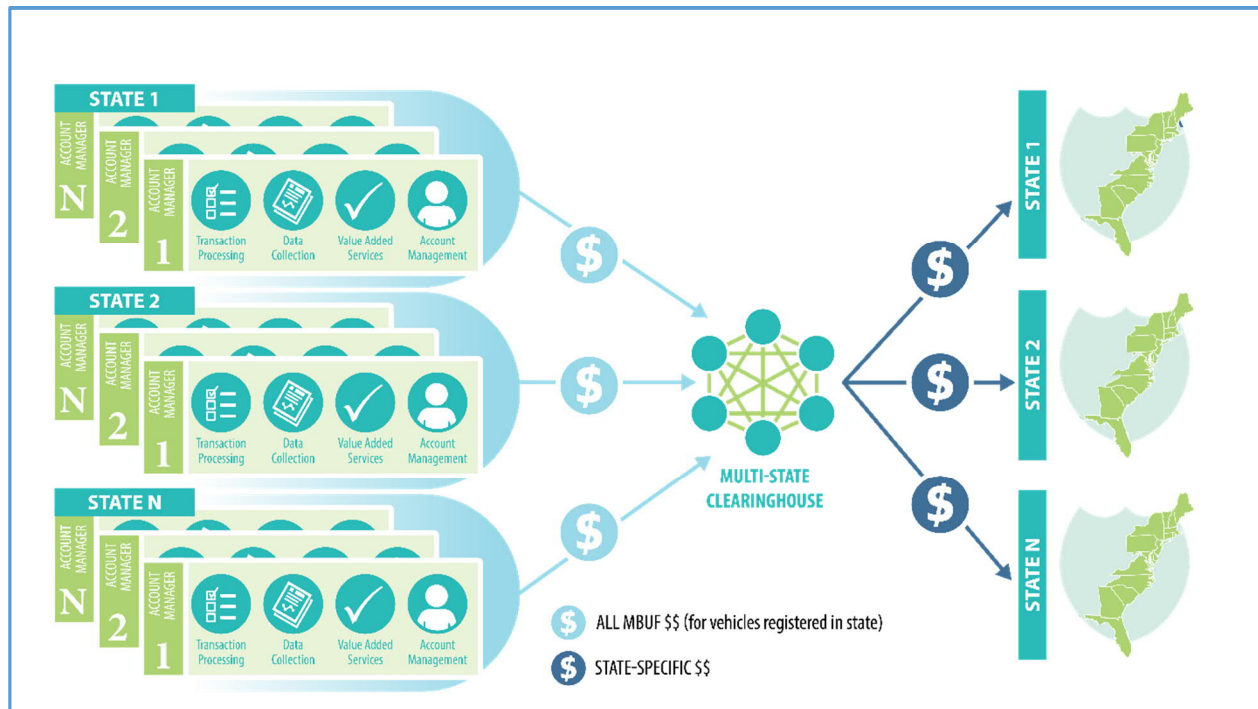 STATE 1
ACCOUNT
MANAGER
N
ACCOUNT
MANAGER
2
ACCOUNT
MANAGER
1
Transaction
Processing
Data
Collection
Value Added
Services
Account
Management
STATE 2
ACCOUNT
MANAGER
N
ACCOUNT
MANAGER
2
ACCOUNT
MANAGER
1
Transaction
Processing
Data
Collection
Value Added
Services
Account
Management
STATE N
ACCOUNT
MANAGER
N
ACCOUNT
MANAGER
2
ACCOUNT
MANAGER
1
Transaction
Processing
Data
Collection
Value Added
Services
Account
Management
$
$
$
MULTI-STATE
CLEARINGHOUSE
$
$
$
STATE 1
STATE 2
STATE N
$ ALL MBUF $$ (for vehicles registered in state)
$ STATE-SPECIFIC $$